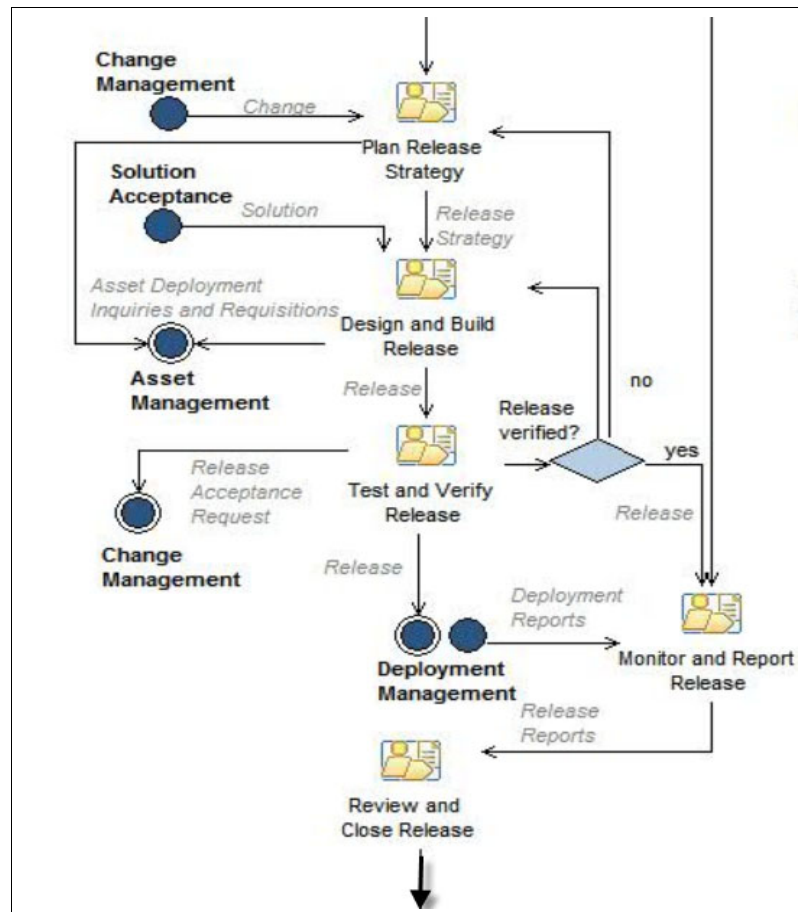 Change
Management
Change
Plan Release
Strategy
Solution
Acceptance
Solution
Release
Strategy
Asset Deployment
Inquiries and Requisitions
Design and Build
Release
Asset
Management
Release
no
Release
verified?
yes
Release
Acceptance
Request
Test and Verify
Release
Release
Change
Management
Release
Deployment
Reports
Deployment
Management
Monitor and Report
Release
Release
Reports
Review and
Close Release